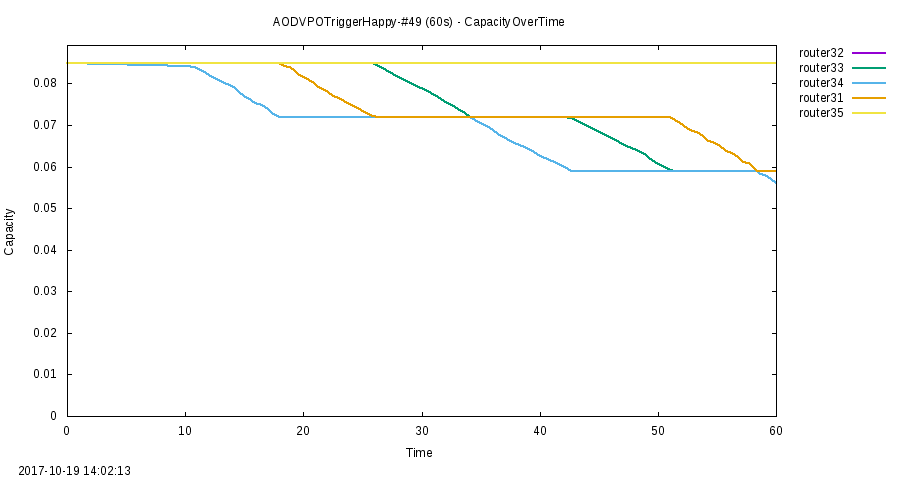 AODVPOTriggerHappy-#49 (60s) - CapacityOverTime
router32
router33
router34
router31
router35
0.08
0.07
0.06
0.05
0.04
0.03
0.02
0.01
0
Capacity
0 10 20 30 40 50 60
Time
2017-10-19 14:02:13